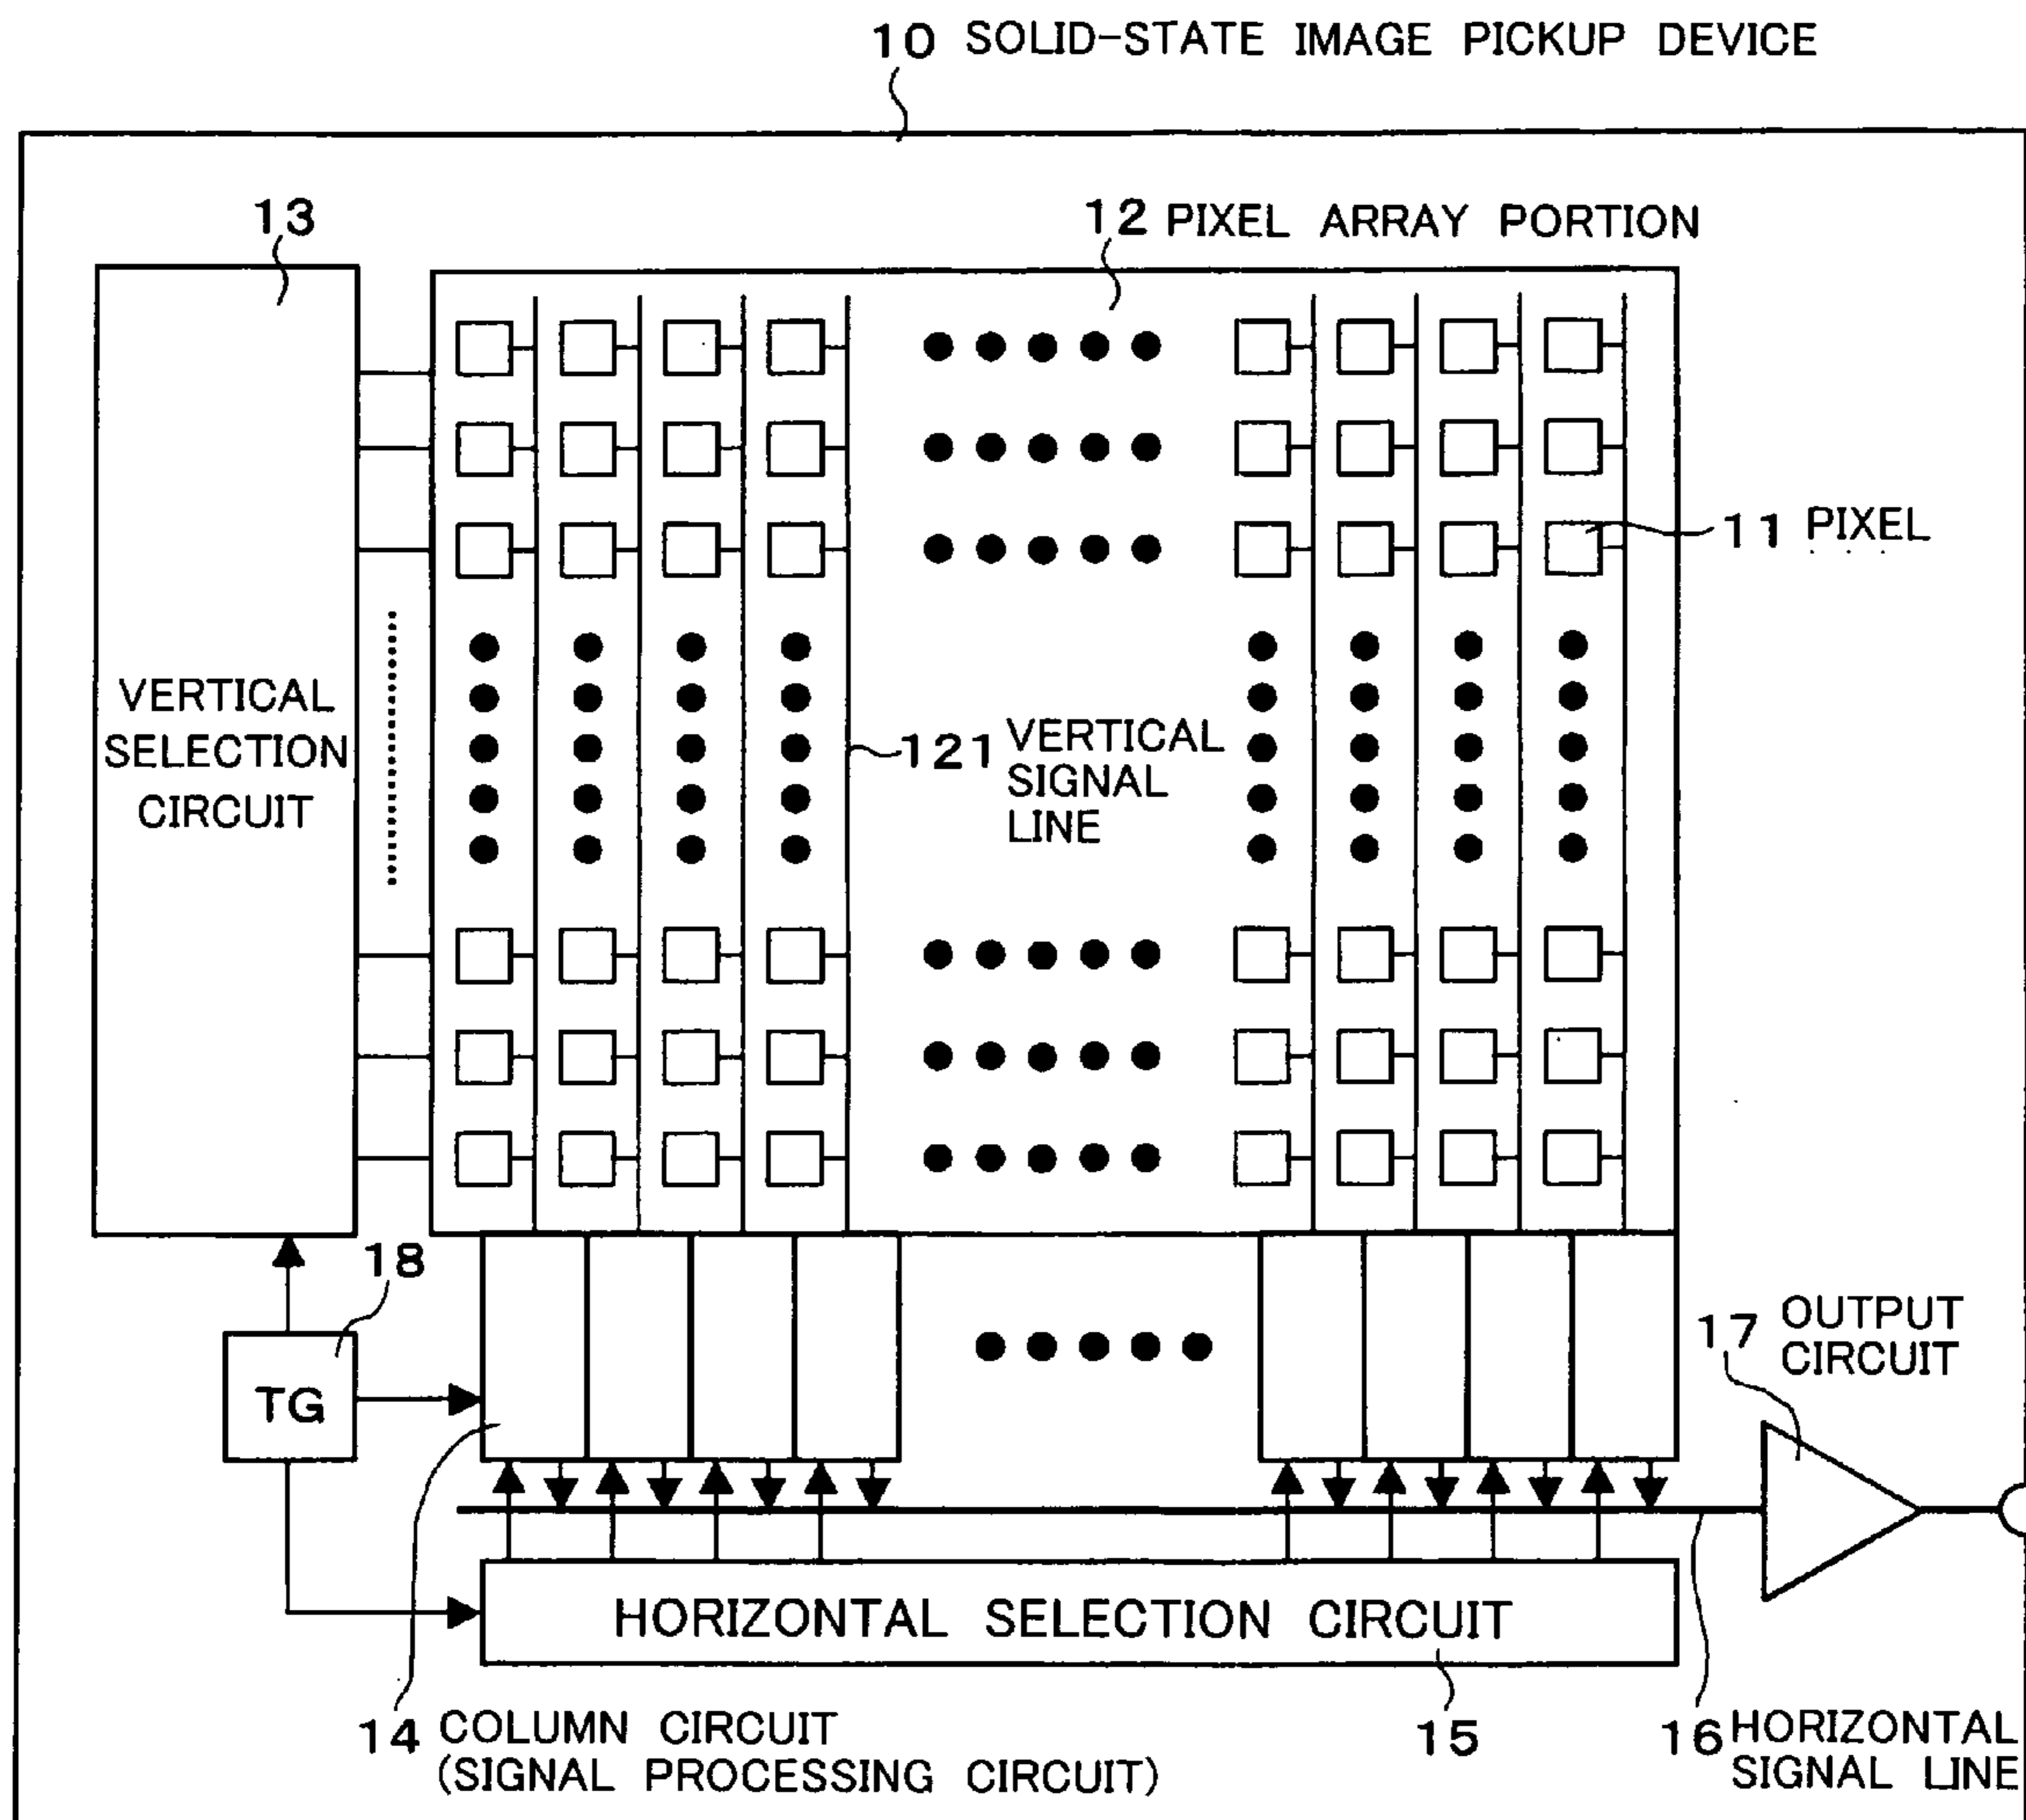 10 SOLID-STATE IMAGE PICKUP DEVICE
13
12 PIXEL ARRAY PORTION
11 PIXEL
VERTICAL
SELECTION
CIRCUIT
121 VERTICAL
SIGNAL
LINE
18
TG
17 OUTPUT
CIRCUIT
HORIZONTAL SELECTION CIRCUIT
14 COLUMN CIRCUIT
(SIGNAL PROCESSING CIRCUIT)
15
16 HORIZONTAL
SIGNAL LINE